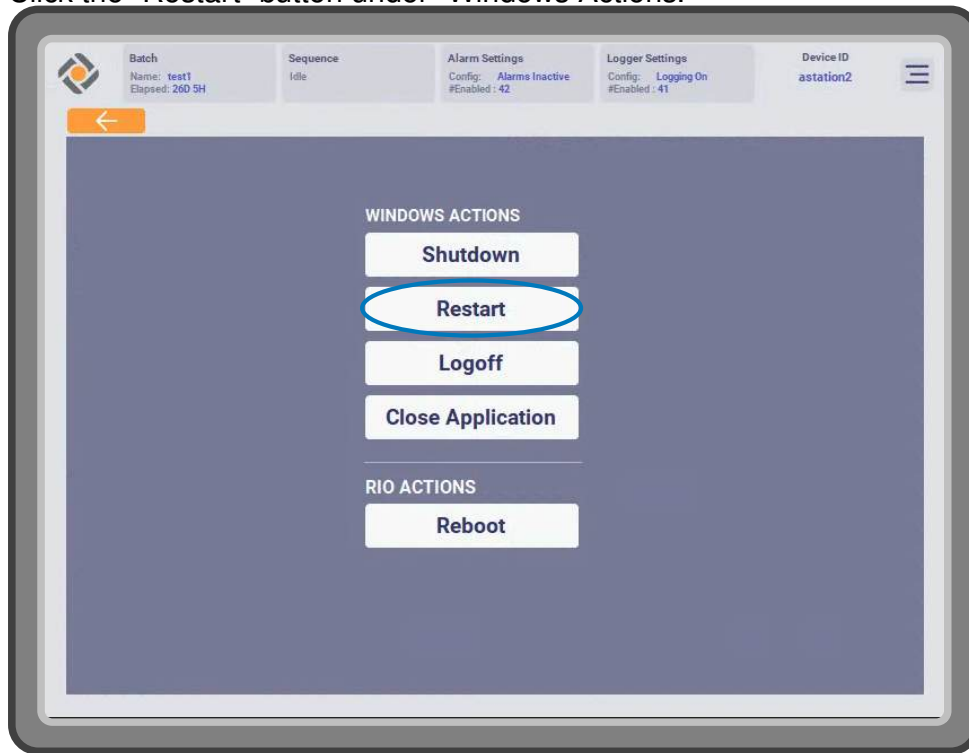 Click the "Restart" button under "Windows Actions."
Batch
Name: test1
Elapsed: 26D 5H
Sequence
Idle
Alarm Settings
Config: Alarms Inactive
#Enabled : 42
Logger Settings
Config: Logging On
#Enabled : 41
Device ID
astation2
WINDOWS ACTIONS
Shutdown
Restart
Logoff
Close Application
RIO ACTIONS
Reboot